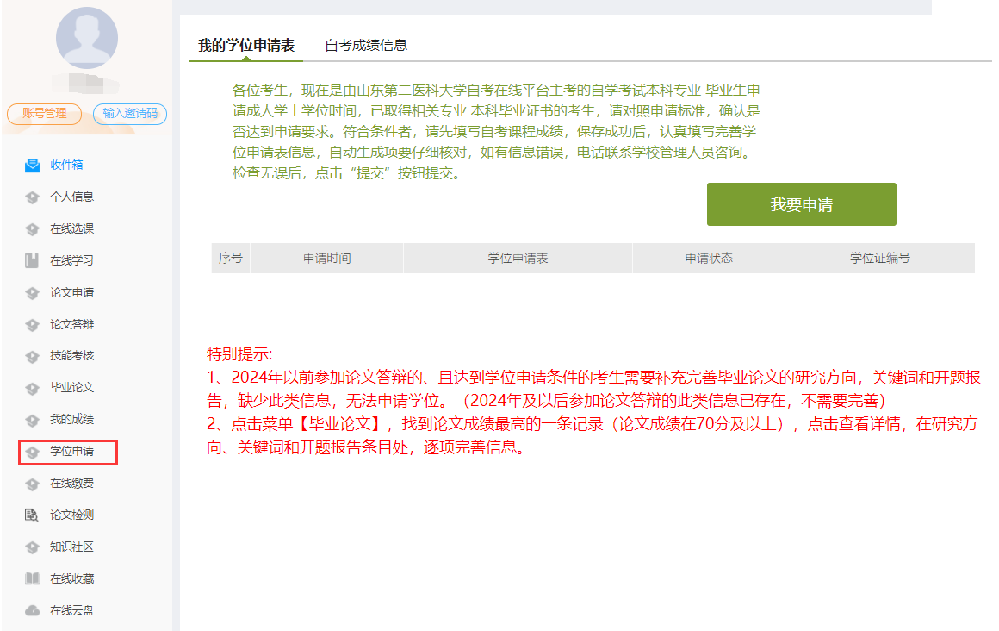 账号管理 输入邀请码
收件箱
个人信息
在线选课
在线学习
论文申请
论文答辩
技能考核
毕业论文
我的成绩
学位申请
在线缴费
论文检测
知识社区
在线收藏
在线云盘
我的学位申请表 自考成绩信息
各位考生，现在是由山东第二医科大学自考在线平台主考的自学考试本科专业 毕业生申
请成人学士学位时间，已取得相关专业 本科毕业证书的考生，请对照申请标准，确认是
否达到申请要求。符合条件者，请先填写自考课程成绩，保存成功后，认真填写完善学
位申请表信息，自动生成项要仔细核对，如有信息错误，电话联系学校管理人员咨询。
检查无误后，点击“提交”按钮提交。
我要申请
序号 申请时间 学位申请表 申请状态 学位证编号
特别提示:
1、2024年以前参加论文答辩的、且达到学位申请条件的考生需要补充完善毕业论文的研究方向，关键词和开题报
告，缺少此类信息，无法申请学位。（2024年及以后参加论文答辩的此类信息已存在，不需要完善）
2、点击菜单【毕业论文】，找到论文成绩最高的一条记录（论文成绩在70分及以上），点击查看详情，在研究方
向、关键词和开题报告条目处，逐项完善信息。